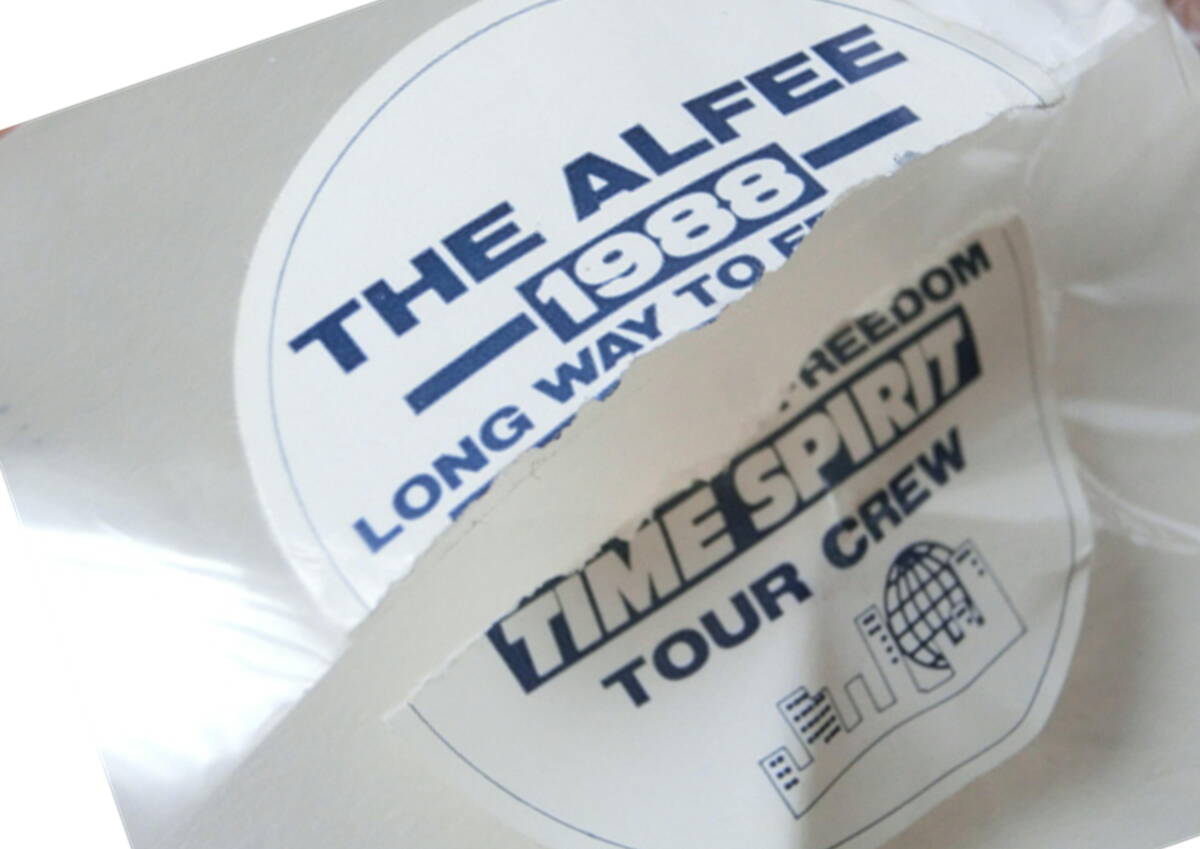 THE ALFEE
1988
LONG WAY TO F
REEDOM
TIME SPIRIT
TOUR CREW